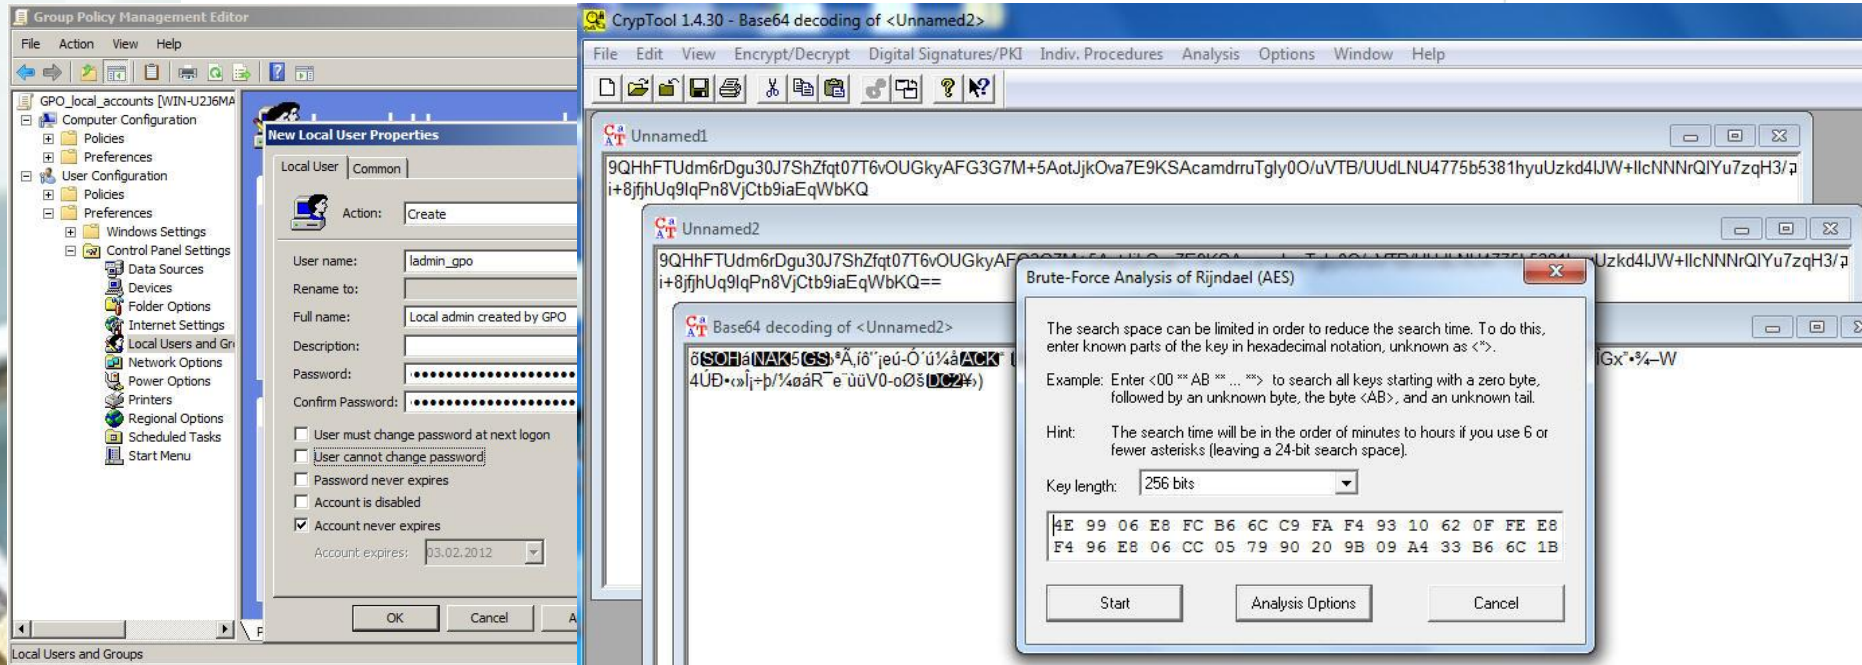 Group Policy Management Editor
File Action View Help
GPO_local_accounts [WIN-U2J6MA
Computer Configuration
Policies
Preferences
User Configuration
Policies
Preferences
Windows Settings
Control Panel Settings
Data Sources
Devices
Folder Options
Internet Settings
Local Users and Gr
Network Options
Power Options
Printers
Regional Options
Scheduled Tasks
Start Menu
Local Users and Groups
New Local User Properties
Local User Common
Action: Create
User name: ladmin_gpo
Rename to:
Full name: Local admin created by GPO
Description:
Password:
Confirm Password:
User must change password at next logon
User cannot change password
Password never expires
Account is disabled
Account never expires
Account expires: 03.02.2012
OK Cancel A
CrypTool 1.4.30 - Base64 decoding of <Unnamed2>
File Edit View Encrypt/Decrypt Digital Signatures/PKI Indiv. Procedures Analysis Options Window Help
Unnamed1
9QHhFTUdm6rDgu30J7ShZfqt07T6vOUGkyAFG3G7M+5AotJjkOva7E9KSAcamdrruTgly0O/uVTB/UUdLNU4775b5381hyuUzkd4lJW+llcNNNrQlYu7zqH3/
i+8jfjhUq9lqPn8VjCtb9iaEqWbKQ
Unnamed2
9QHhFTUdm6rDgu30J7ShZfqt07T6vOUGkyAF
Uzkd4lJW+llcNNNrQlYu7zqH3/
i+8jfjhUq9lqPn8VjCtb9iaEqWbKQ==
Base64 decoding of <Unnamed2>
Brute-Force Analysis of Rijndael (AES)
The search space can be limited in order to reduce the search time. To do this,
enter known parts of the key in hexadecimal notation, unknown as <*>.
Example: Enter <00 ** AB ** ... **> to search all keys starting with a zero byte,
followed by an unknown byte, the byte <AB>, and an unknown tail.
Hint: The search time will be in the order of minutes to hours if you use 6 or
fewer asterisks (leaving a 24-bit search space).
Key length: 256 bits
4E 99 06 E8 FC B6 6C C9 FA F4 93 10 62 0F FE E8
F4 96 E8 06 CC 05 79 90 20 9B 09 A4 33 B6 6C 1B
Start Analysis Options Cancel